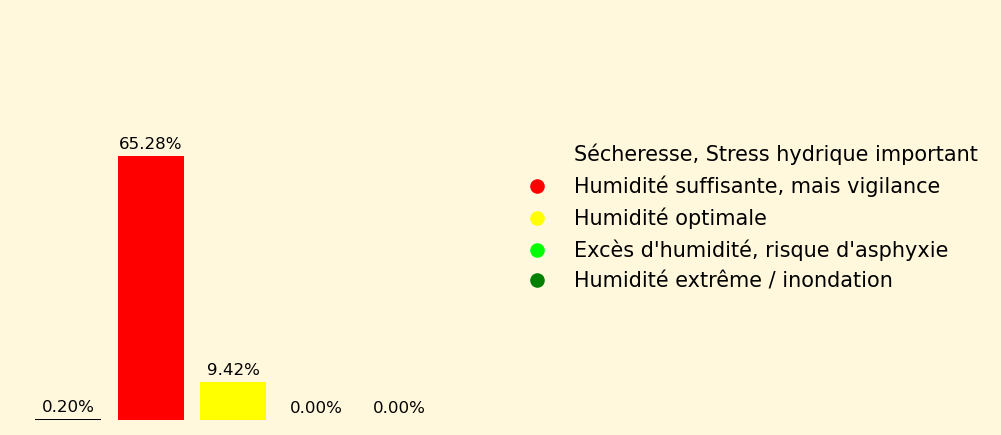 65.28%
9.42%
0.20%
0.00%
0.00%
Sécheresse, Stress hydrique important
Humidité suffisante, mais vigilance
Humidité optimale
Excès d'humidité, risque d'asphyxie
Humidité extrême / inondation